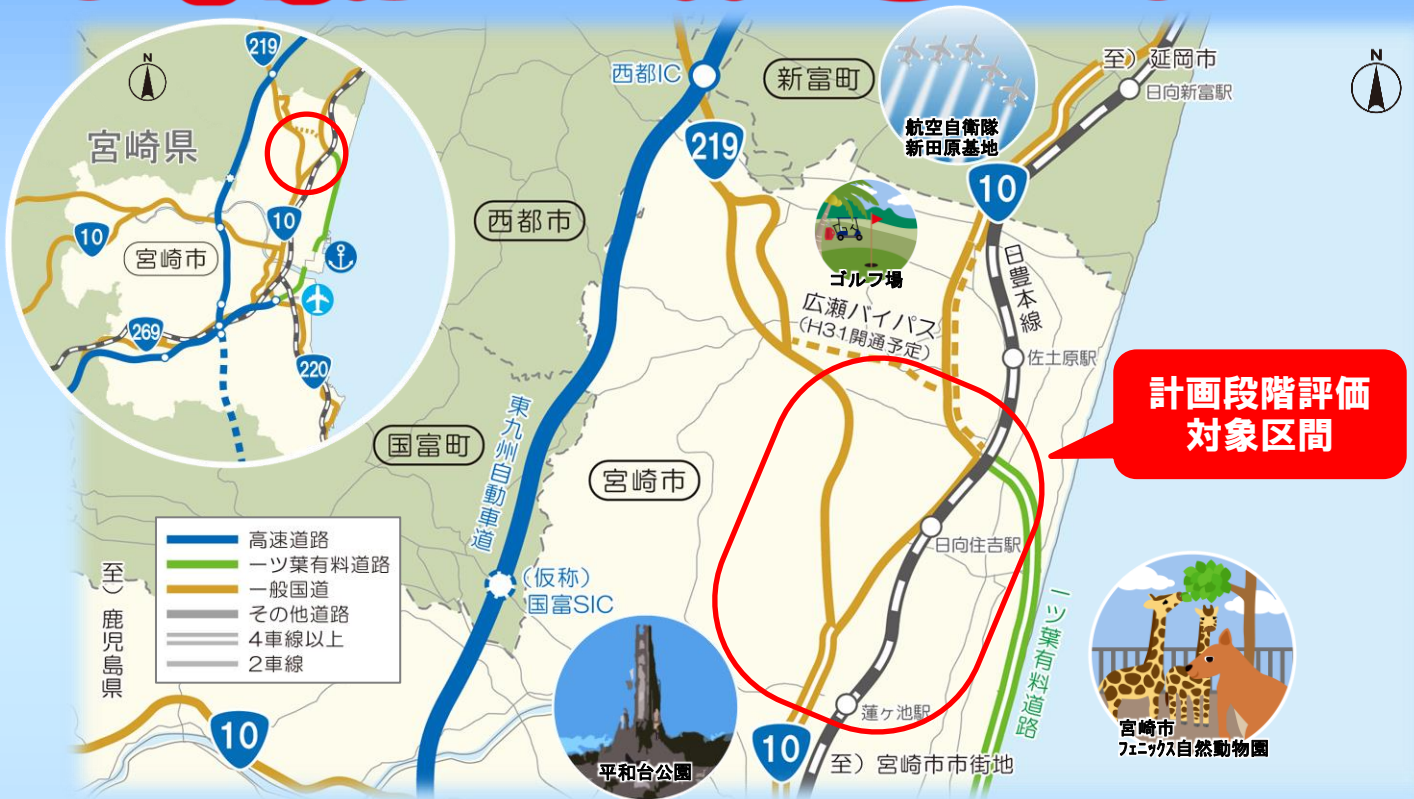 N
219
宮崎県
10
10
宮崎市
269
220
西都IC
新富町
航空自衛隊
新田原基地
至)延岡市
日向新富駅
N
219
10
西都市
ゴルフ場
日豊本線
広瀬バイパス
(H31開通予定)
佐土原駅
計画段階評価
対象区間
東九州自動車道
国富町
宮崎市
日向住吉駅
高速道路
一ツ葉有料道路
一般国道
その他道路
4車線以上
2車線
至)鹿児島県
(仮称)
国富SIC
一ツ葉有料道路
蓮ヶ池駅
10
平和台公園
10
至)宮崎市市街地
宮崎市
フェニックス自然動物園